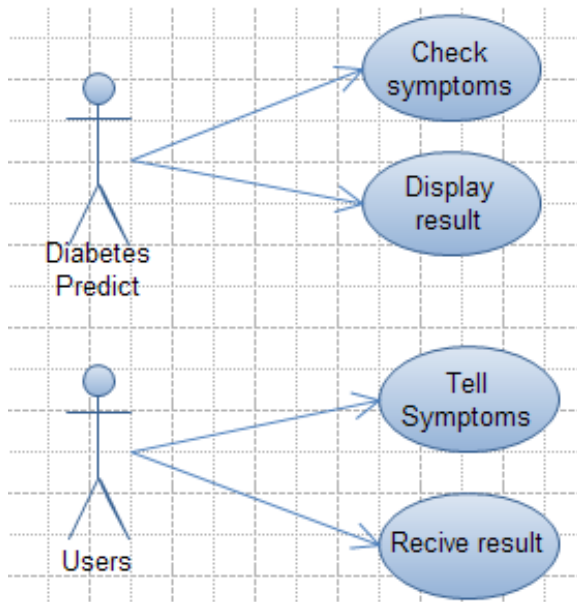 Check
symptoms
Display
result
Diabetes
Predict
Tell
Symptoms
Recive result
Users